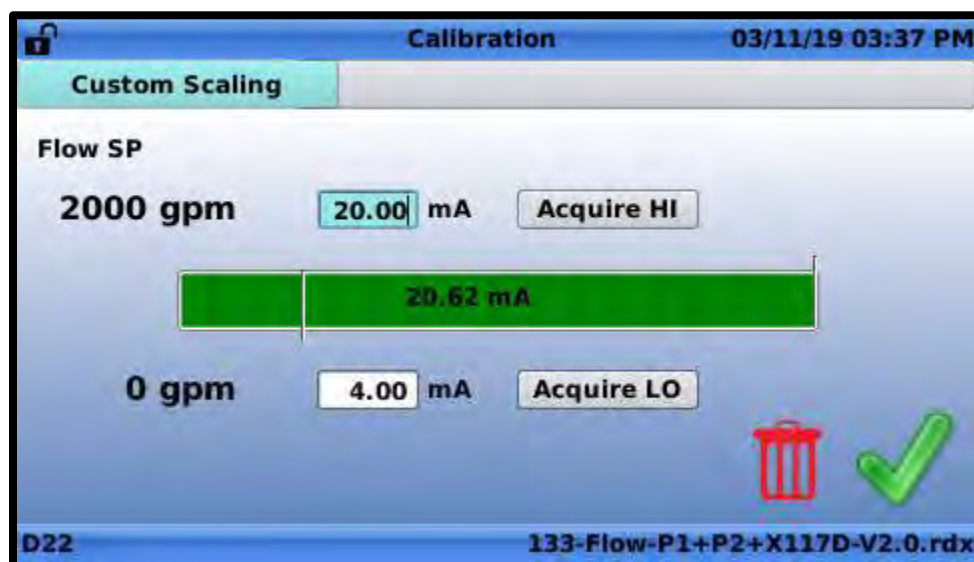 Calibration 03/11/19 03:37 PM
Custom Scaling
Flow SP
2000 gpm 20.00 mA Acquire HI
20.62 mA
0 gpm 4.00 mA Acquire LO
D22 133-Flow-P1+P2+X117D-V2.0.rdx